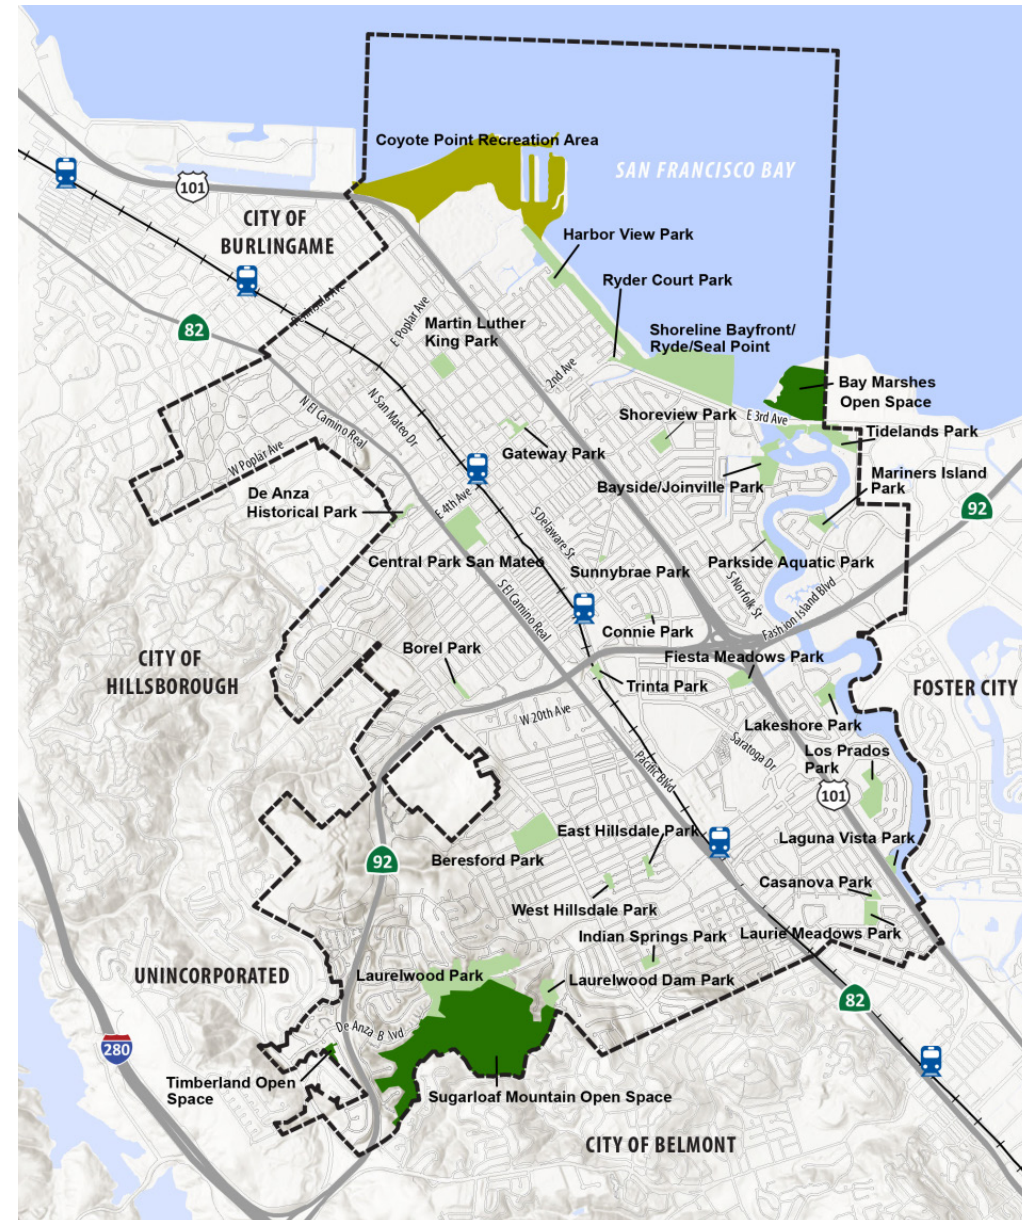 Coyote Point Recreation Area
SAN FRANCISCO BAY
101
CITY OF
BURLINGAME
Harbor View Park
Ryder Court Park
Peninsula Ave
E Poplar Ave
82
Martin Luther
King Park
Shoreline Bayfront/
Ryde/Seal Point
2nd Ave
Bay Marshes
Open Space
N San Mateo Dr
N El Camino Real
Shoreview Park
E 3rd Ave
Tidelands Park
W Poplar Ave
Gateway Park
Bayside/Joinville Park
Mariners Island
Park
De Anza
Historical Park
E 4th Ave
92
S Delaware St
Central Park San Mateo
Sunnybrae Park
Parkside Aquatic Park
S El Camino Real
S Norfolk St
Fashion Island Blvd
Connie Park
Borel Park
Fiesta Meadows Park
CITY OF
HILLSBOROUGH
Trinta Park
FOSTER CITY
W 20th Ave
Lakeshore Park
Saratoga Dr
Los Prados
Park
Pacific Blvd
101
East Hillsdale Park
Laguna Vista Park
92
Beresford Park
Casanova Park
West Hillsdale Park
Laurie Meadows Park
Indian Springs Park
UNINCORPORATED
Laurelwood Park
Laurelwood Dam Park
82
De Anza Blvd
280
Timberland Open
Space
Sugarloaf Mountain Open Space
CITY OF BELMONT